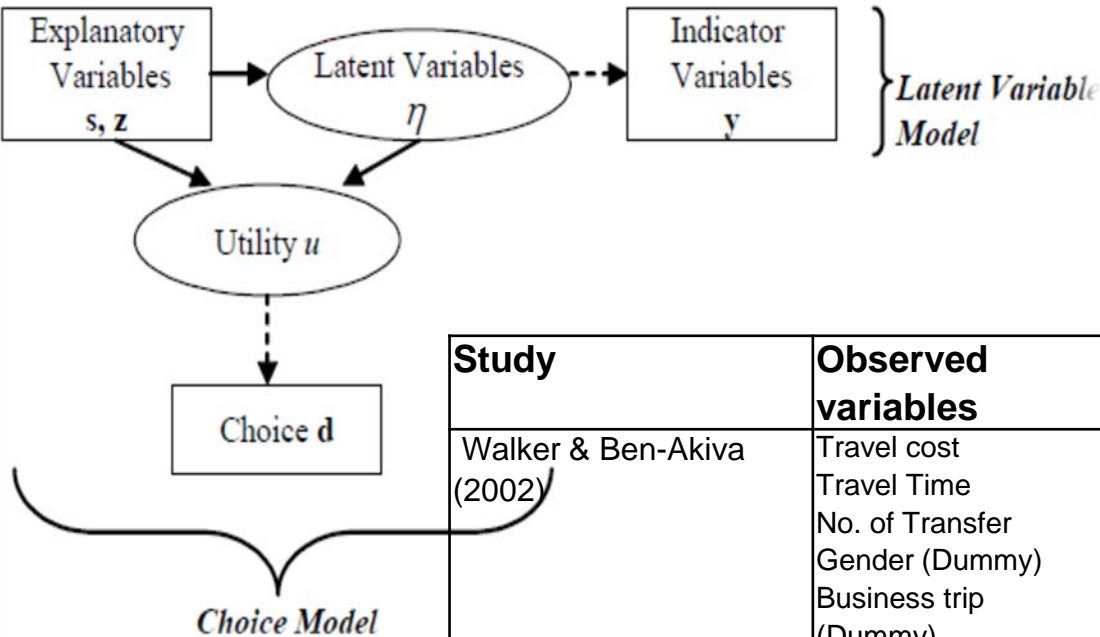 Explanatory
Variables
s, z
Latent Variables
η
Indicator
Variables
y
Latent Variable
Model
Utility u
Choice d
Choice Model
Study
Observed
variables
Walker & Ben-Akiva
(2002)
Travel cost
Travel Time
No. of Transfer
Gender (Dummy)
Business trip
(Dummy)